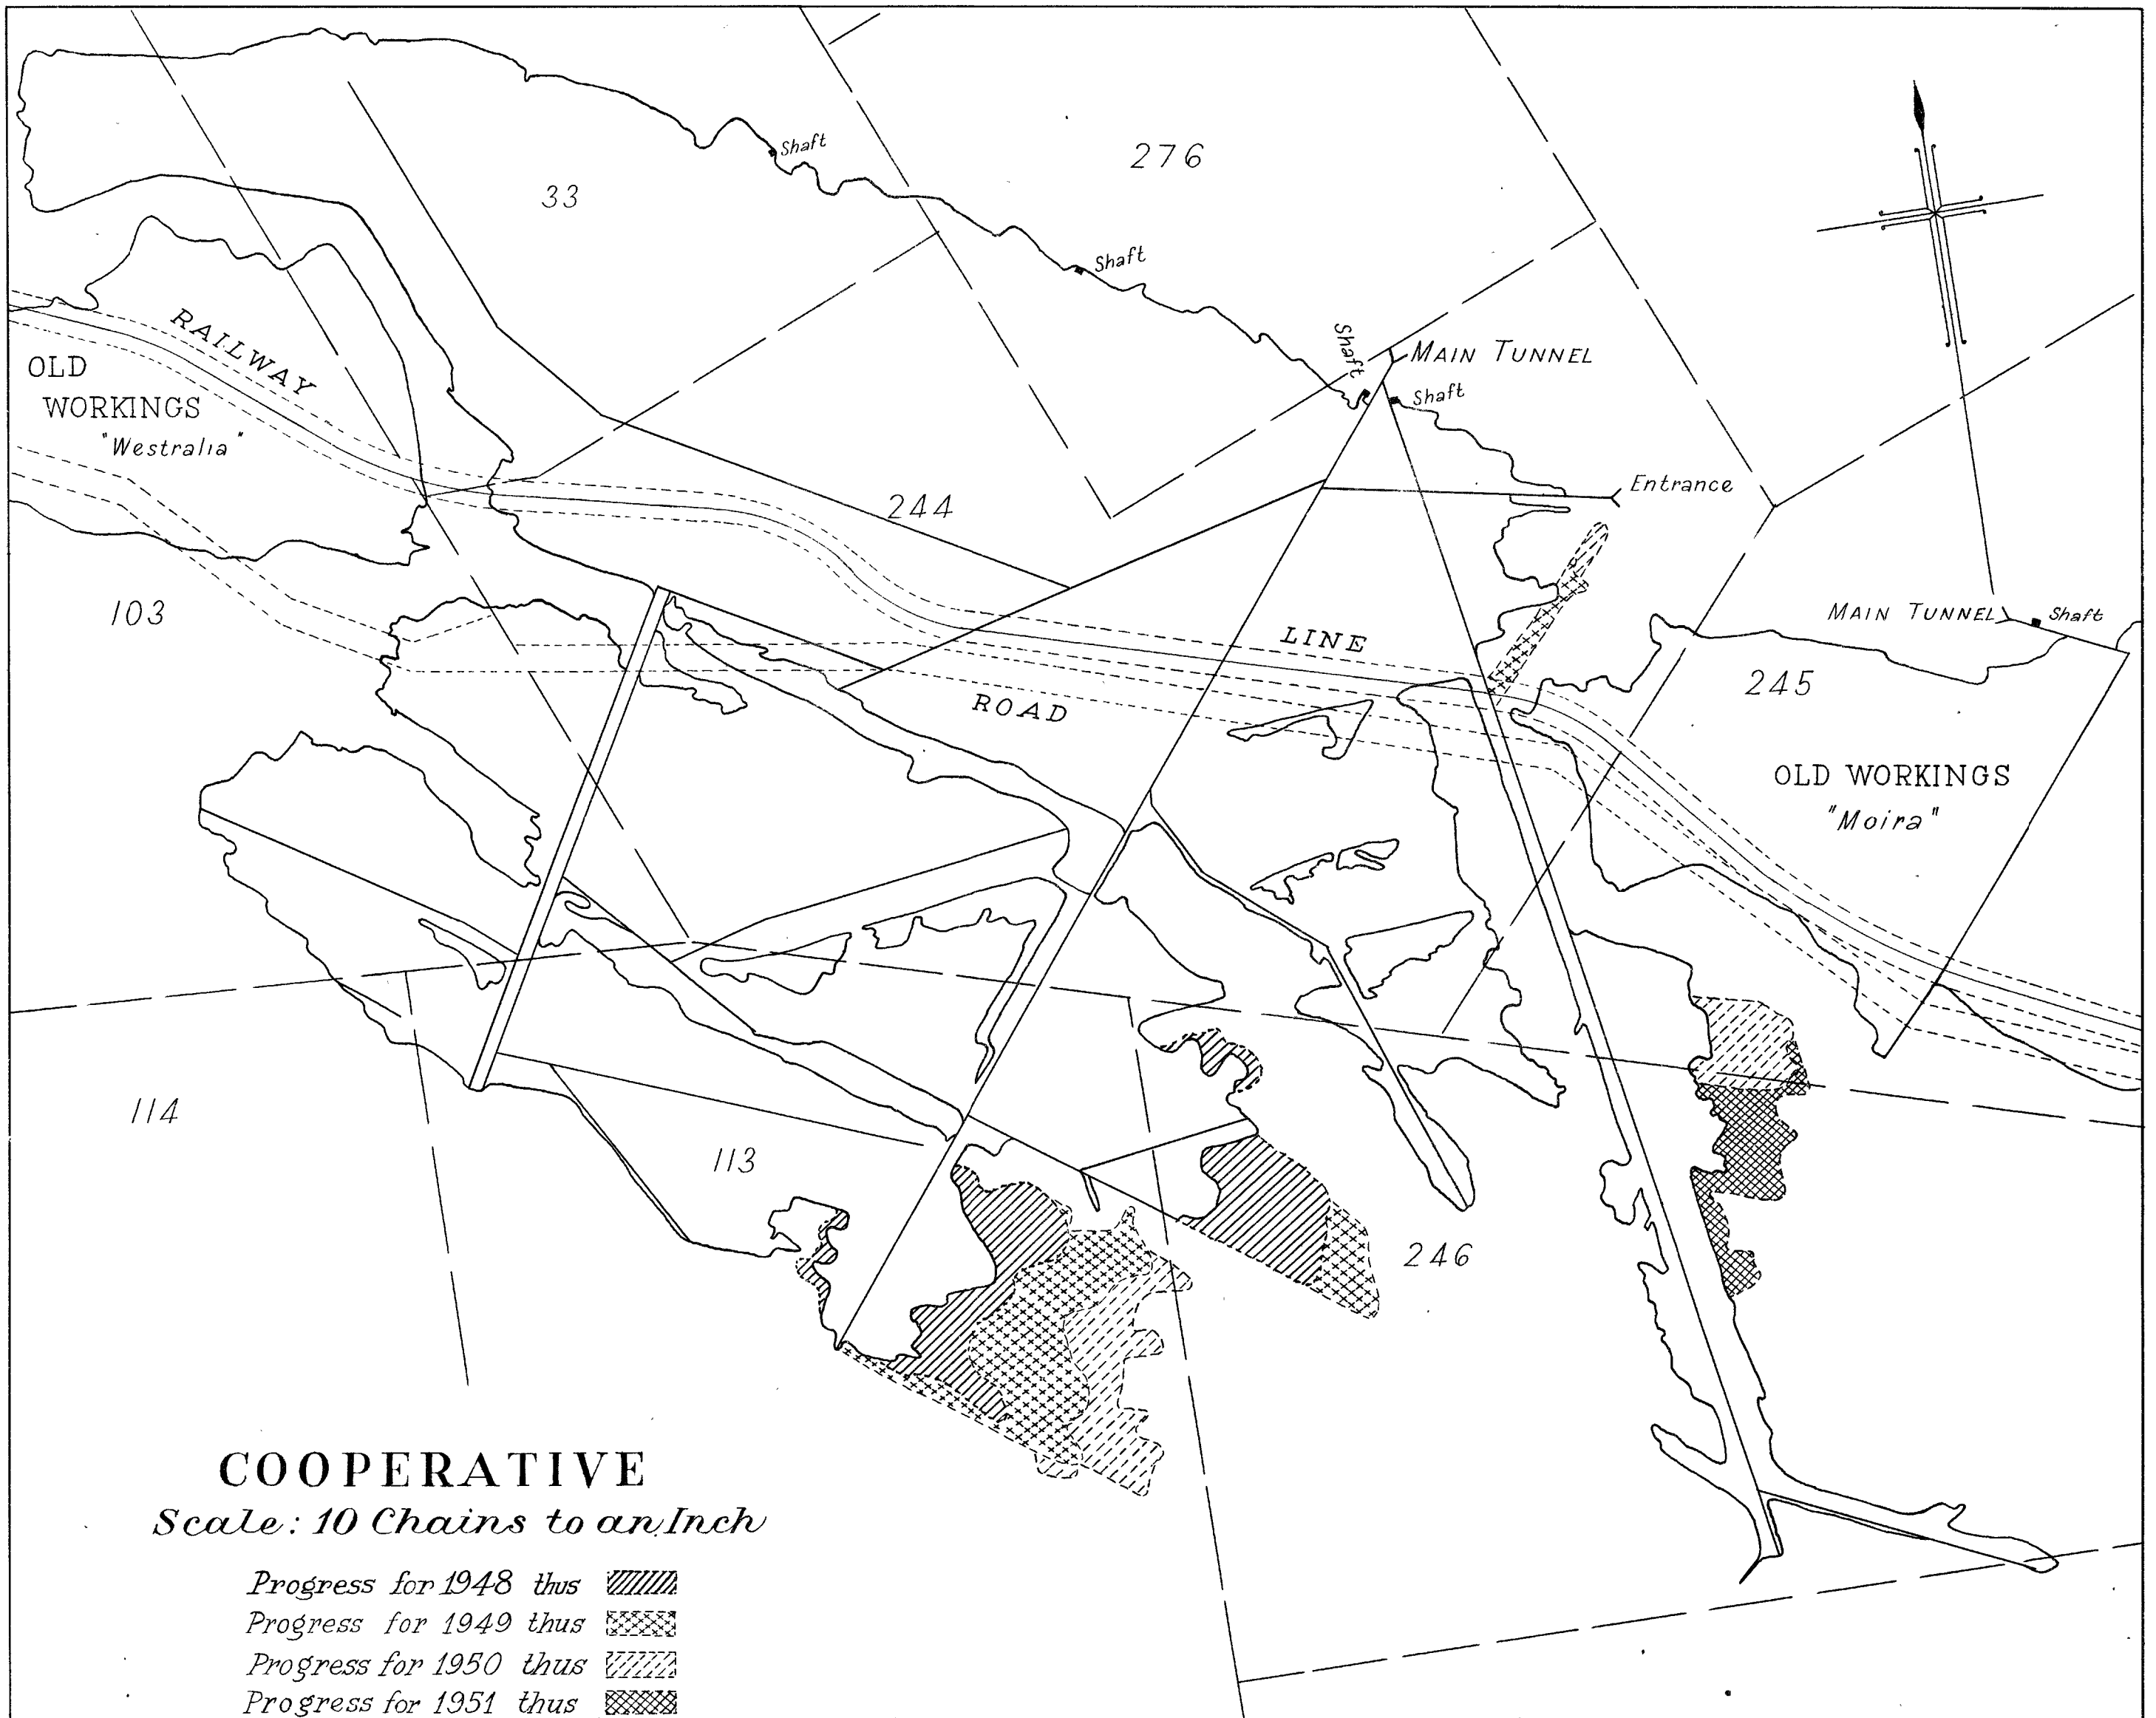 276
Shaft
33
Shaft
RAILWAY
Shaft
MAIN TUNNEL
OLD
WORKINGS
"Westralia"
Shaft
Entrance
244
103
MAIN TUNNEL
Shaft
LINE
245
ROAD
OLD WORKINGS
"Moira"
114
113
246
COOPERATIVE
Scale: 10 Chains to an Inch
Progress for 1948 thus
Progress for 1949 thus
Progress for 1950 thus
Progress for 1951 thus